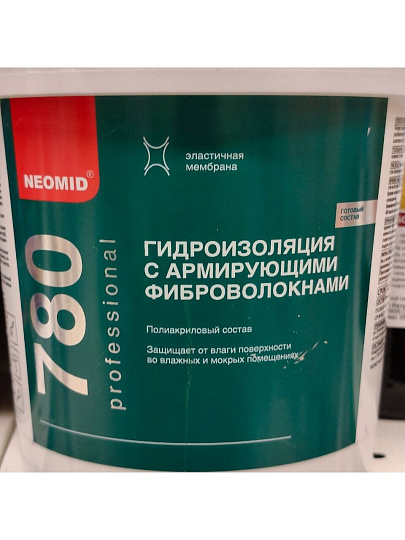 NEOMID®
эластичная
мембрана
ГОТОВЫЙ
СОСТАВ
780
professional
ГИДРОИЗОЛЯЦИЯ
С АРМИРУЮЩИМИ
ФИБРОВОЛОКНАМИ
Полиакриловый состав
Защищает от влаги поверхности
во влажных и мокрых помещениях